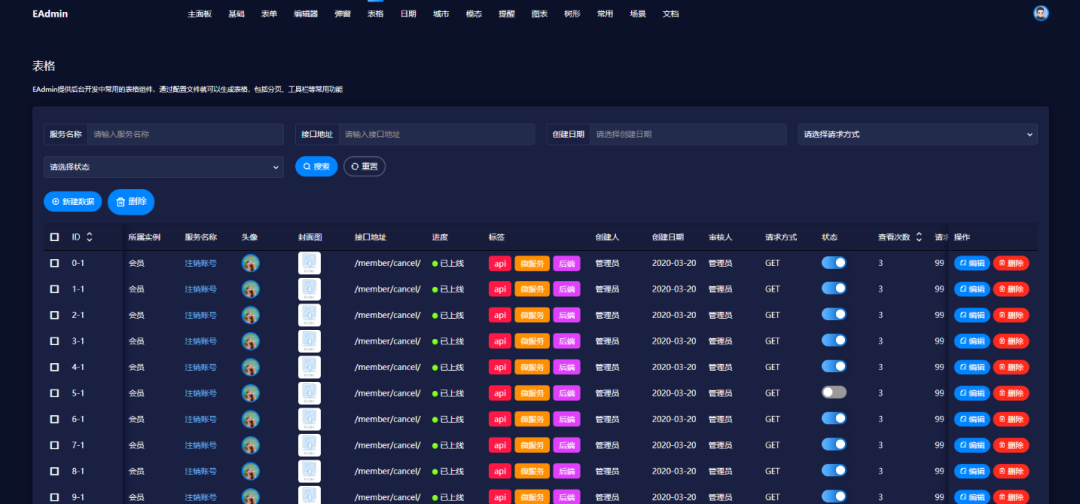 EAdmin 主面板 基础 表单 编辑器 弹窗 表格 日期 城市 模态 提醒 图表 树形 常用 场景 文档
表格
EAdmin提供后台开发中常用的表格组件，通过配置文件就可以生成表格，包括分页、工具栏等常用功能
服务名称 请输入服务名称 接口地址 请输入接口地址 创建日期 请选择创建日期 请选择请求方式
请选择状态 搜索 重置
新建数据 删除
ID 所属实例 服务名称 头像 封面图 接口地址 进度 标签 创建人 创建日期 审核人 请求方式 状态 查看次数 请求 操作
0-1 会员 注销账号 /member/cancel/ 已上线 api 微服务 后端 管理员 2020-03-20 管理员 GET 3 99 编辑 删除
1-1 会员 注销账号 /member/cancel/ 已上线 api 微服务 后端 管理员 2020-03-20 管理员 GET 3 99 编辑 删除
2-1 会员 注销账号 /member/cancel/ 已上线 api 微服务 后端 管理员 2020-03-20 管理员 GET 3 99 编辑 删除
3-1 会员 注销账号 /member/cancel/ 已上线 api 微服务 后端 管理员 2020-03-20 管理员 GET 3 99 编辑 删除
4-1 会员 注销账号 /member/cancel/ 已上线 api 微服务 后端 管理员 2020-03-20 管理员 GET 3 99 编辑 删除
5-1 会员 注销账号 /member/cancel/ 已上线 api 微服务 后端 管理员 2020-03-20 管理员 GET 3 99 编辑 删除
6-1 会员 注销账号 /member/cancel/ 已上线 api 微服务 后端 管理员 2020-03-20 管理员 GET 3 99 编辑 删除
7-1 会员 注销账号 /member/cancel/ 已上线 api 微服务 后端 管理员 2020-03-20 管理员 GET 3 99 编辑 删除
8-1 会员 注销账号 /member/cancel/ 已上线 api 微服务 后端 管理员 2020-03-20 管理员 GET 3 99 编辑 删除
9-1 会员 注销账号 /member/cancel/ 已上线 api 微服务 后端 管理员 2020-03-20 管理员 GET 3 99 编辑 删除